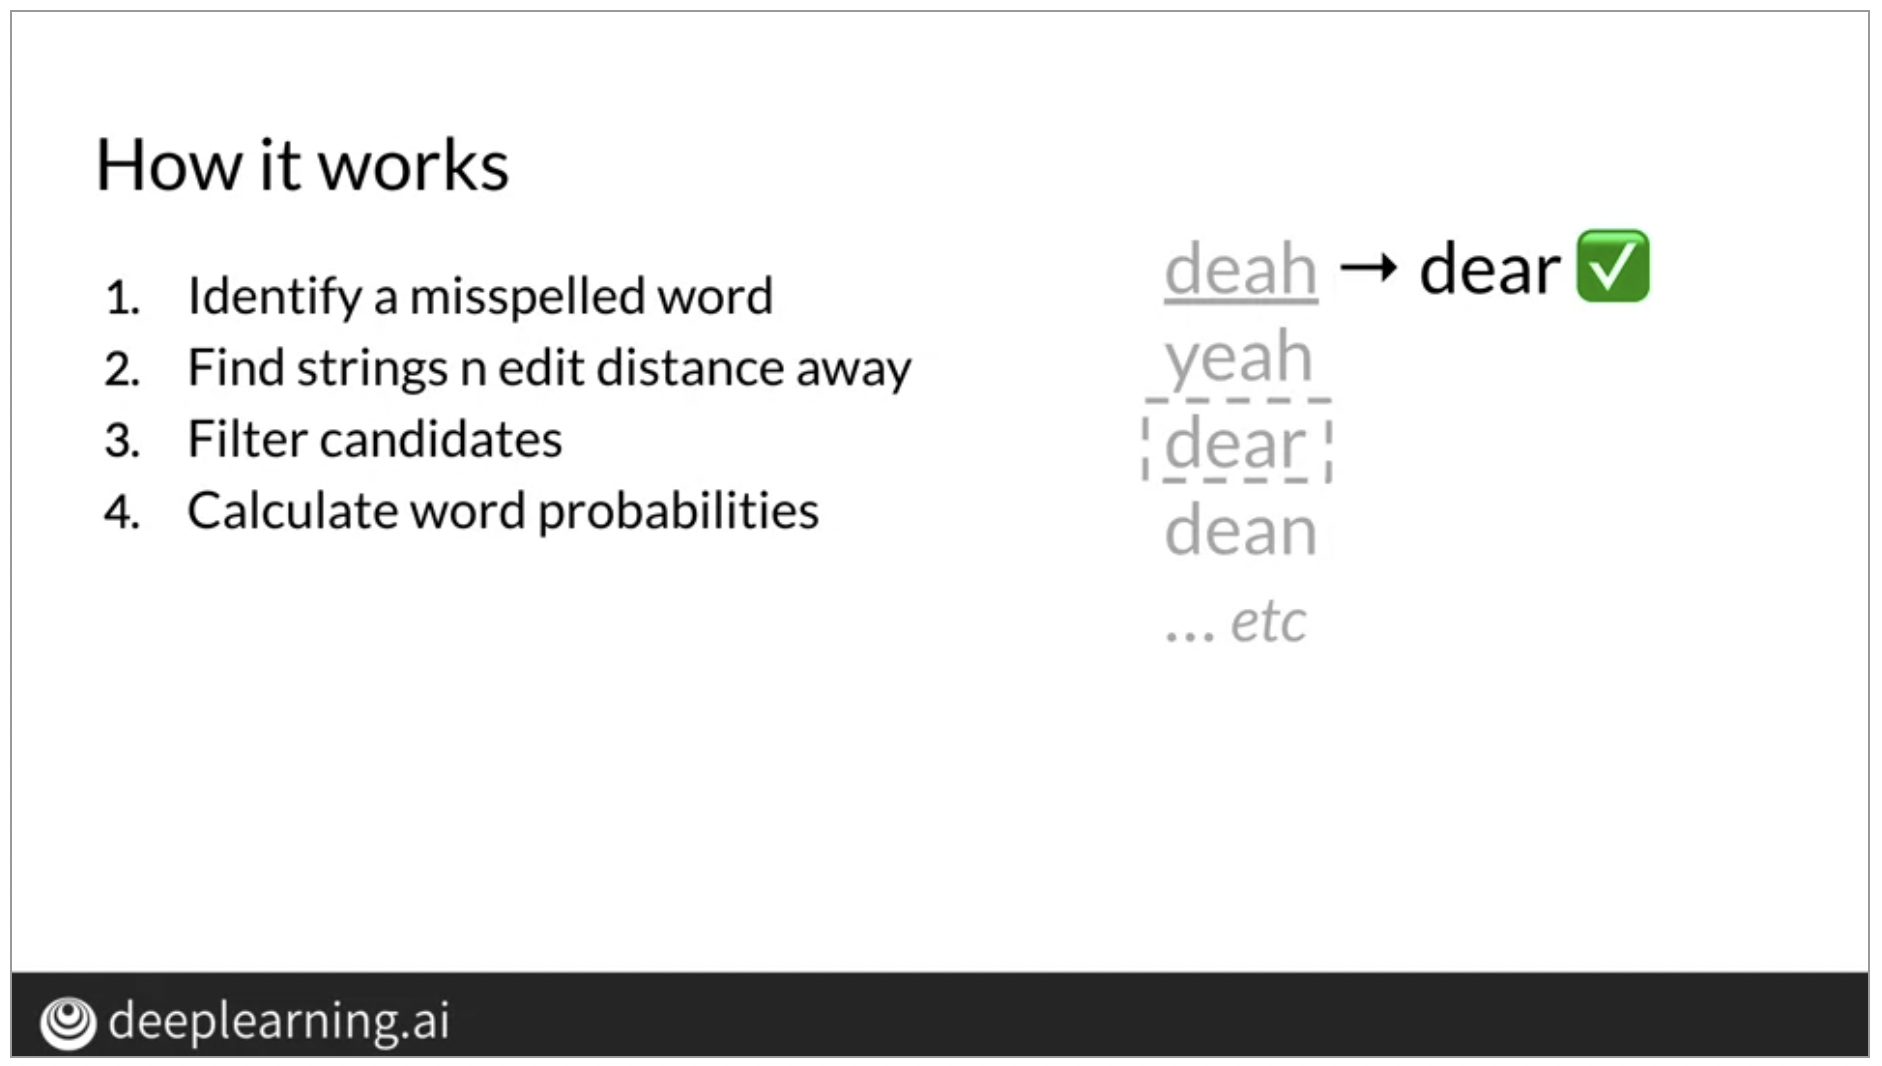 How it works
1. Identify a misspelled word
2. Find strings n edit distance away
3. Filter candidates
4. Calculate word probabilities
deah → dear ✅
yeah
dear
dean
... etc
deeplearning.ai